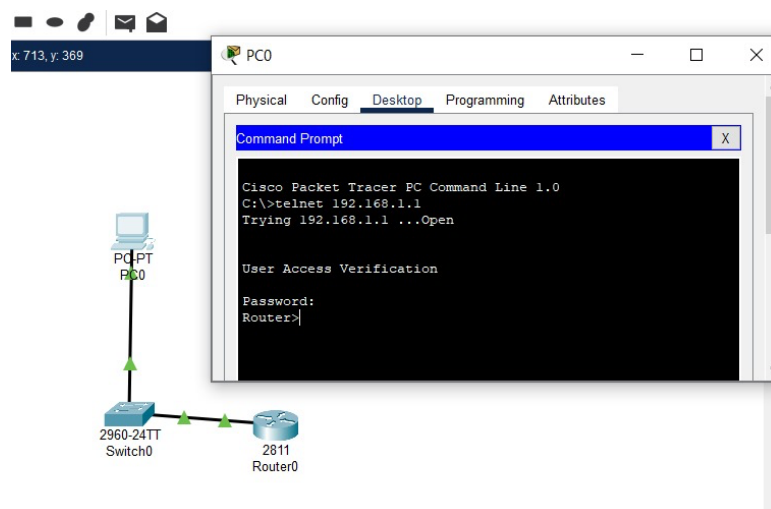 x: 713, y: 369
PC0
Physical Config Desktop Programming Attributes
Command Prompt
X
Cisco Packet Tracer PC Command Line 1.0
C:\>telnet 192.168.1.1
Trying 192.168.1.1 ...Open
User Access Verification
Password:
Router>
PC-PT
PC0
2960-24TT
Switch0
2811
Router0